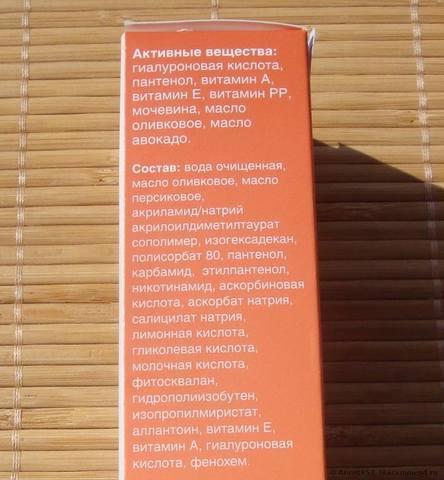 Активные вещества:
гиалуроновая кислота,
пантенол, витамин А,
витамин Е, витамин РР,
мочевина, масло
оливковое, масло
авокадо.
Состав: вода очищенная,
масло оливковое, масло
персиковое,
акриламид/натрий
акрилоилдиметилтаурат
сополимер, изогексадекан,
полисорбат 80, пантенол,
карбамид, этилпантенол,
никотинамид, аскорбиновая
кислота, аскорбат натрия,
салицилат натрия,
лимонная кислота,
гликолевая кислота,
молочная кислота,
фитосквалан,
гидрополиизобутен,
изопропилмиристат,
аллантоин, витамин Е,
витамин А, гиалуроновая
кислота, фенохем.